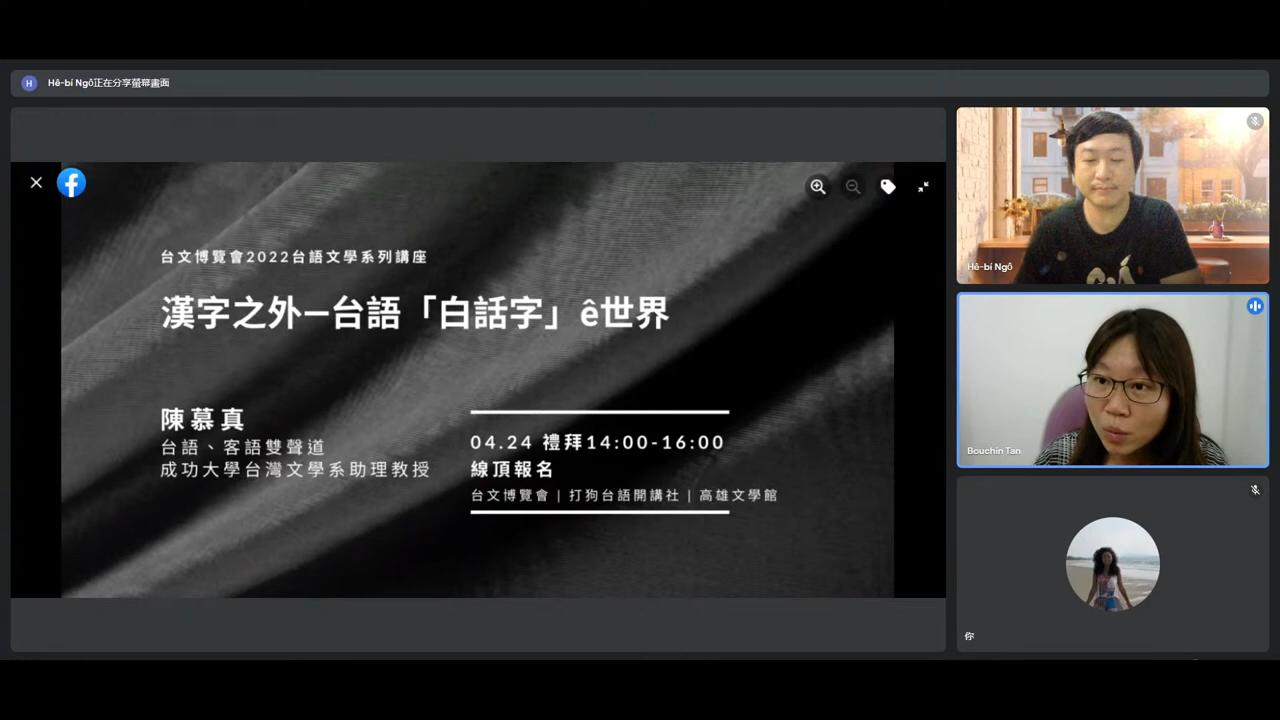 H
Hê-bí Ngô正在分享螢幕畫面
台文博覽會2022台語文學系列講座
漢字之外—台語「白話字」ê世界
陳慕真
台語、客語雙聲道
成功大學台灣文學系助理教授
04.24 禮拜14:00-16:00
線頂報名
台文博覽會 | 打狗台語開講社 | 高雄文學館
Hê-bí Ngô
Bouchin Tan
你